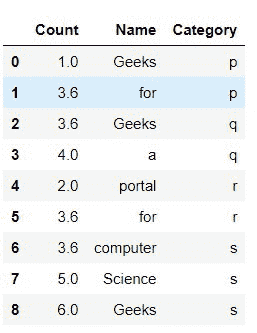 Count Name Category
0 1.0 Geeks p
1 3.6 for p
2 3.6 Geeks q
3 4.0 a q
4 2.0 portal r
5 3.6 for r
6 3.6 computer s
7 5.0 Science s
8 6.0 Geeks s